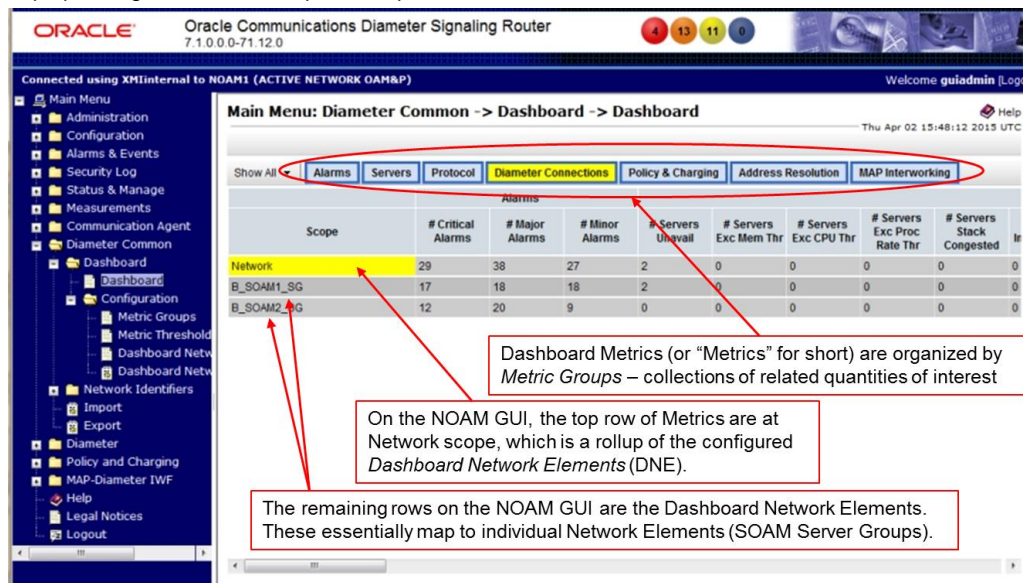 ORACLE
Oracle Communications Diameter Signaling Router
7.1.0.0.0-71.12.0
4 13 11 0
Connected using XMIinternal to NOAM1 (ACTIVE NETWORK OAM&P)
Welcome guiadmin [Logo
Main Menu
Administration
Configuration
Alarms & Events
Security Log
Status & Manage
Measurements
Communication Agent
Diameter Common
Dashboard
Dashboard
Configuration
Metric Groups
Metric Threshold
Dashboard Netw
Dashboard Netw
Network Identifiers
Import
Export
Diameter
Policy and Charging
MAP-Diameter IWF
Help
Legal Notices
Logout
Main Menu: Diameter Common -> Dashboard -> Dashboard
Help
Thu Apr 02 15:48:12 2015 UTC
Show All Alarms Servers Protocol Diameter Connections Policy & Charging Address Resolution MAP Interworking
Alarms
Scope # Critical Alarms # Major Alarms # Minor Alarms # Servers Unavail # Servers Exc Mem Thr # Servers Exc CPU Thr # Servers Exc Proc Rate Thr # Servers Stack Congested
Network 29 38 27 2 0 0 0 0 0
B_SOAM1_SG 17 18 18 2 0 0 0 0 0
B_SOAM2_SG 12 20 9 0 0 0 0 0 0
Dashboard Metrics (or “Metrics” for short) are organized by
Metric Groups – collections of related quantities of interest
On the NOAM GUI, the top row of Metrics are at
Network scope, which is a rollup of the configured
Dashboard Network Elements (DNE).
The remaining rows on the NOAM GUI are the Dashboard Network Elements.
These essentially map to individual Network Elements (SOAM Server Groups).